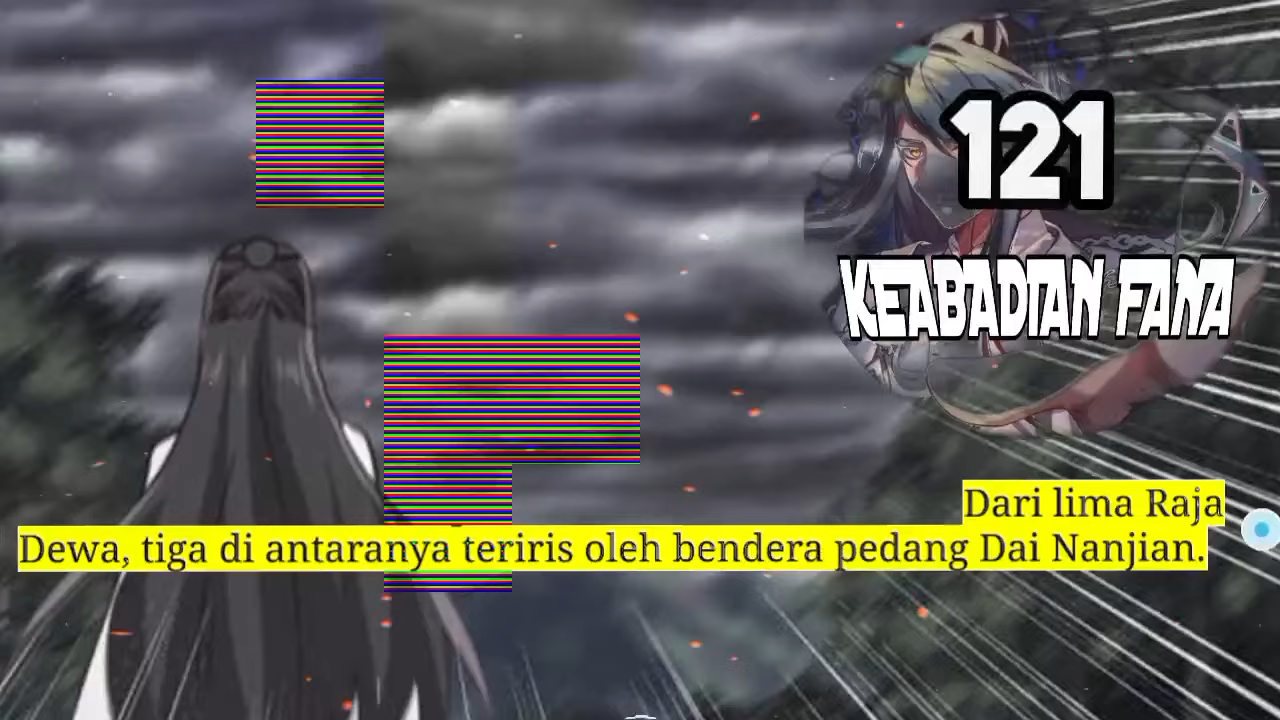 121
KEABADIAN FANA
Dari lima Raja
Dewa, tiga di antaranya teriris oleh bendera pedang Dai Nanjian.